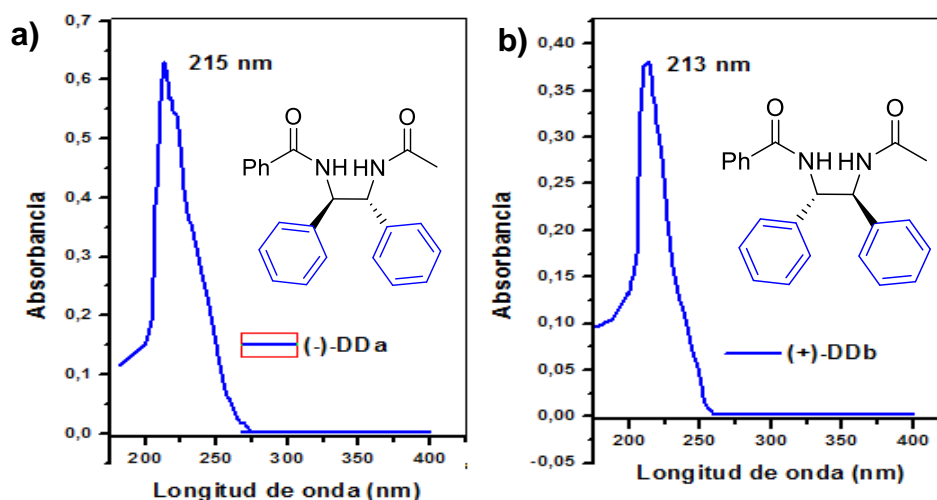 a)
0,7
0,6
0,5
0,4
0,3
0,2
0,1
0,0
Absorbancia
215 nm
O
O
Ph
NH
HN
(-)-DDa
200
250
300
350
400
Longitud de onda (nm)
b)
0,40
0,35
0,30
0,25
0,20
0,15
0,10
0,05
0,00
-0,05
Absorbancia
213 nm
O
O
Ph
NH
HN
(+)-DDb
200
250
300
350
400
Longitud de onda (nm)